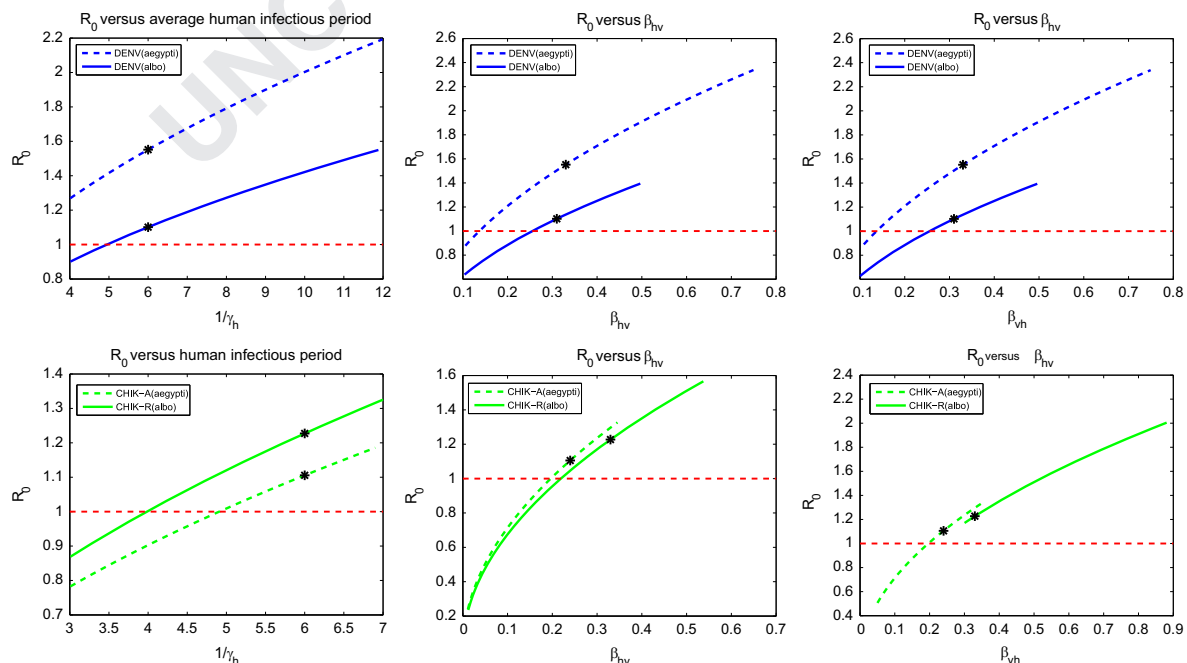 UNC
R0 versus average human infectious period
DENV(aegypti)
DENV(albo)
R0
2.2
2
1.8
1.6
1.4
1.2
1
0.8
4 5 6 7 8 9 10 11 12
1/γh
R0 versus βhv
DENV(aegypti)
DENV(albo)
R0
2.6
2.4
2.2
2
1.8
1.6
1.4
1.2
1
0.8
0.6
0.1 0.2 0.3 0.4 0.5 0.6 0.7 0.8
βhv
R0 versus βhv
DENV(aegypti)
DENV(albo)
R0
2.6
2.4
2.2
2
1.8
1.6
1.4
1.2
1
0.8
0.6
0.1 0.2 0.3 0.4 0.5 0.6 0.7 0.8
βvh
R0 versus human infectious period
CHIK-A(aegypti)
CHIK-R(albo)
R0
1.4
1.3
1.2
1.1
1
0.9
0.8
0.7
3 3.5 4 4.5 5 5.5 6 6.5 7
1/γh
R0 versus βhv
CHIK-A(aegypti)
CHIK-R(albo)
R0
1.6
1.4
1.2
1
0.8
0.6
0.4
0.2
0 0.1 0.2 0.3 0.4 0.5 0.6 0.7
βhv
R0 versus βhv
CHIK-A(aegypti)
CHIK-R(albo)
R0
2.4
2.2
2
1.8
1.6
1.4
1.2
1
0.8
0.6
0.4
0 0.1 0.2 0.3 0.4 0.5 0.6 0.7 0.8 0.9
βvh